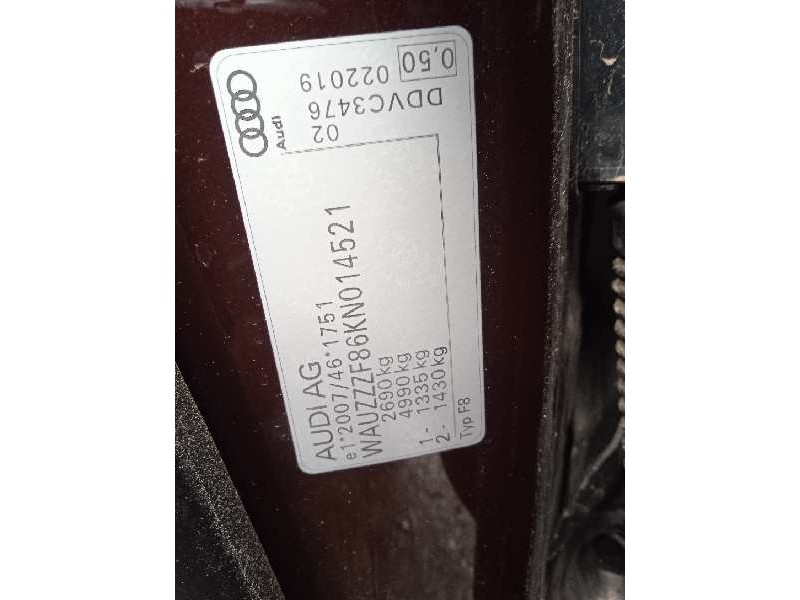 AUDI AG
e1*2007/46*1751
WAUZZZF86KN014521
2690 kg
4990 kg
1 - 1335 kg
2 - 1430 kg
Typ F8
Audi
02
DDVC3476
022019
0,50